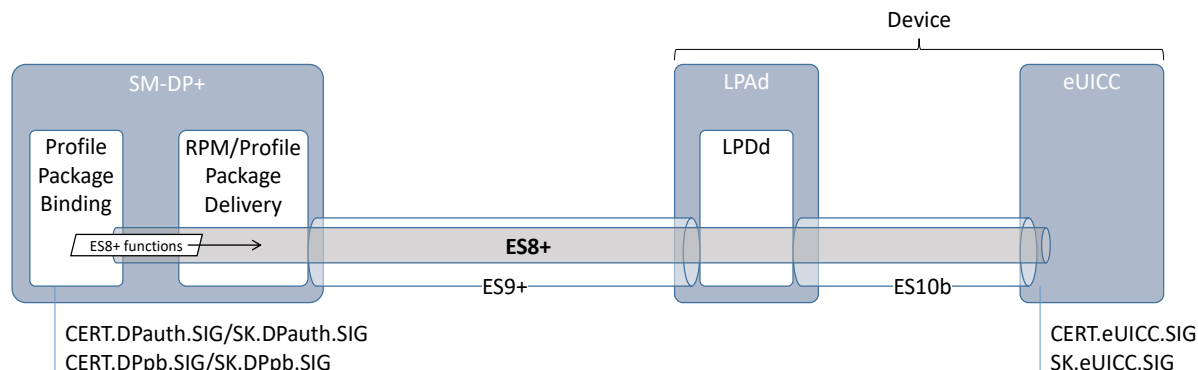 Device
SM-DP+
LPAd
eUICC
Profile
Package
Binding
RPM/Profile
Package
Delivery
LPDd
ES8+ functions
ES8+
ES9+
ES10b
CERT.DPauth.SIG/SK.DPauth.SIG
CERT.DPpb.SIG/SK.DPpb.SIG
CERT.eUICC.SIG
SK.eUICC.SIG